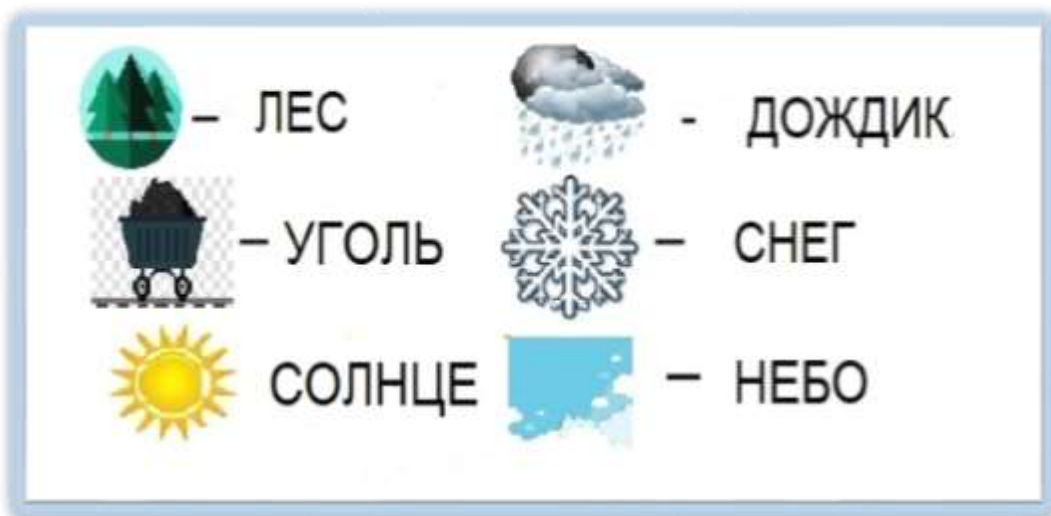 – ЛЕС
- ДОЖДИК
– УГОЛЬ
– СНЕГ
СОЛНЦЕ
– НЕБО